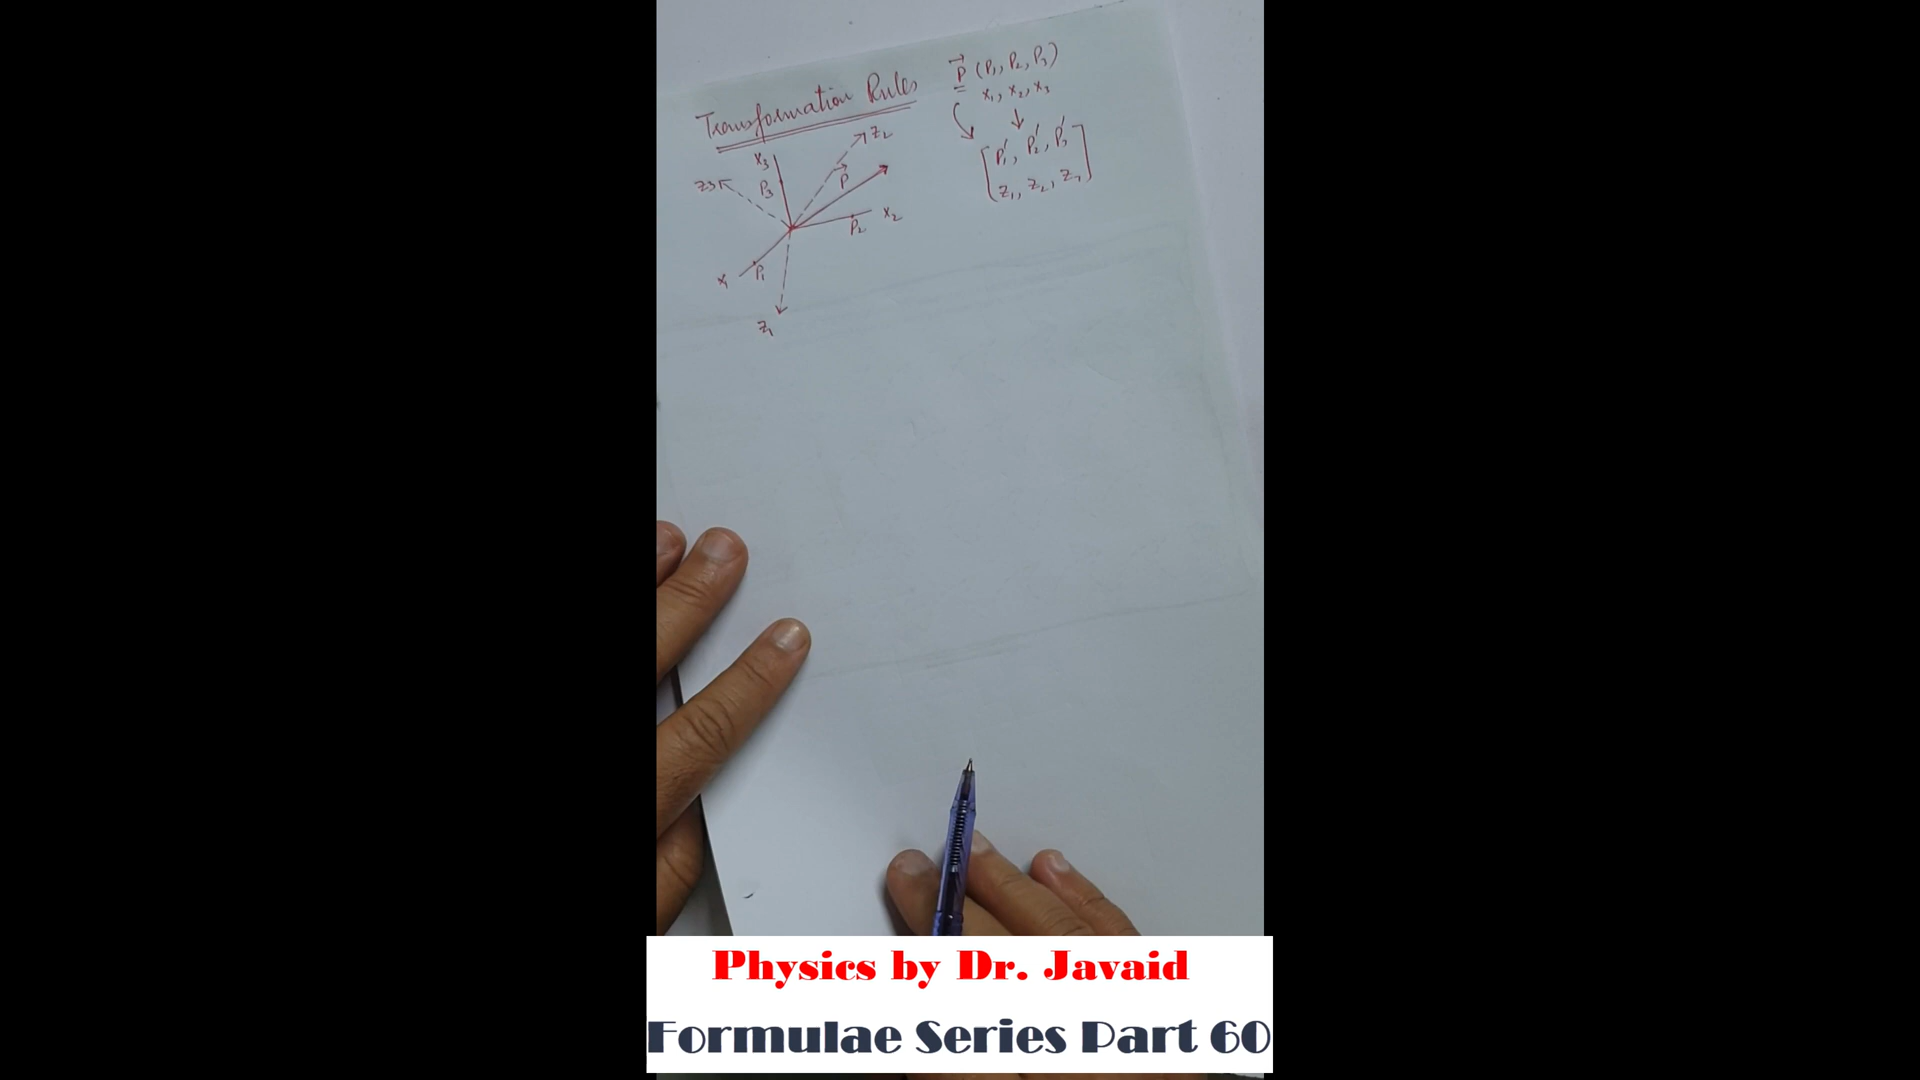 Transformation Rules
P⃗ (P₁, P₂, P₃)
x₁, x₂, x₃
[P₁', P₂', P₃'
Z₁, Z₂, Z₃]
Z₂
x₃
Z₃
P₃
P⃗
x₂
P₂
x₁
P₁
Z₁
Physics by Dr. Javaid
Formulae Series Part 60